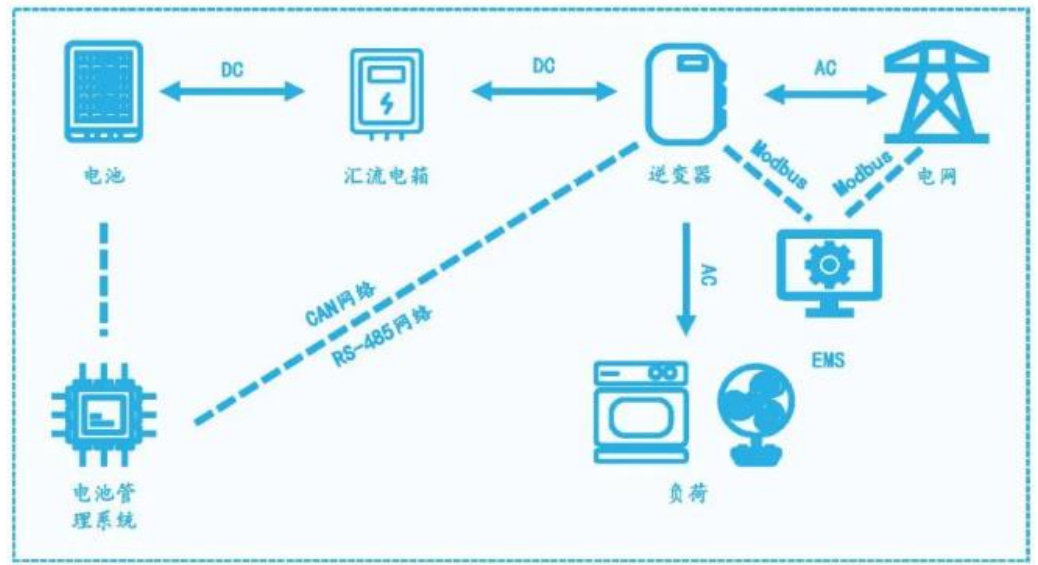 DC
DC
AC
电池
汇流电箱
逆变器
Modbus
Modbus
电网
AC
CAN网络
RS-485网络
EMS
电池管
理系统
负荷